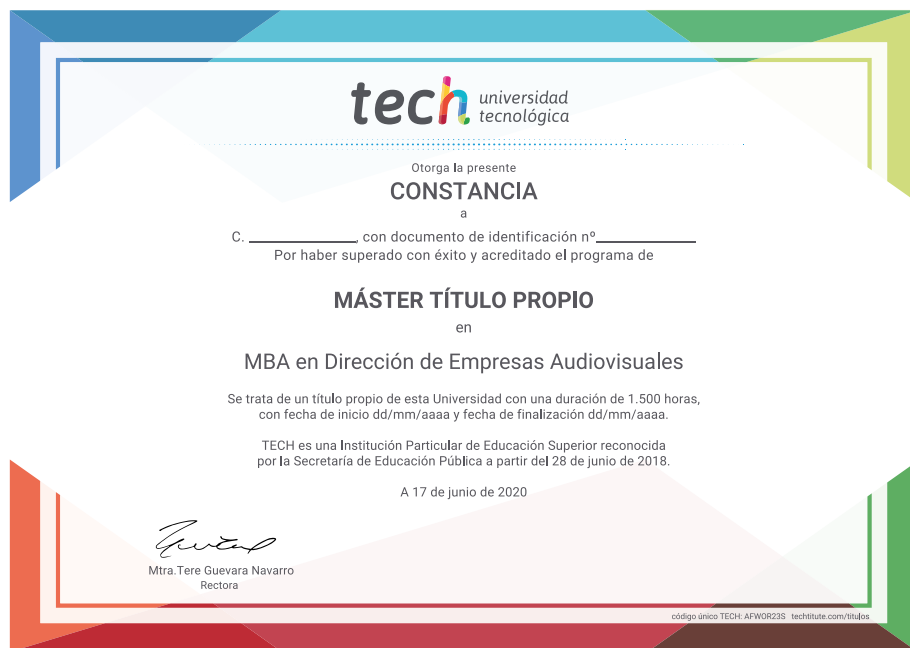 tech universidad
tecnológica
Otorga la presente
CONSTANCIA
a
C. ____________, con documento de identificación nº____________
Por haber superado con éxito y acreditado el programa de
MÁSTER TÍTULO PROPIO
en
MBA en Dirección de Empresas Audiovisuales
Se trata de un título propio de esta Universidad con una duración de 1.500 horas,
con fecha de inicio dd/mm/aaaa y fecha de finalización dd/mm/aaaa.
TECH es una Institución Particular de Educación Superior reconocida
por la Secretaría de Educación Pública a partir del 28 de junio de 2018.
A 17 de junio de 2020
Mtra.Tere Guevara Navarro
Rectora
código único TECH: AFWOR23S techtitute.com/titulos